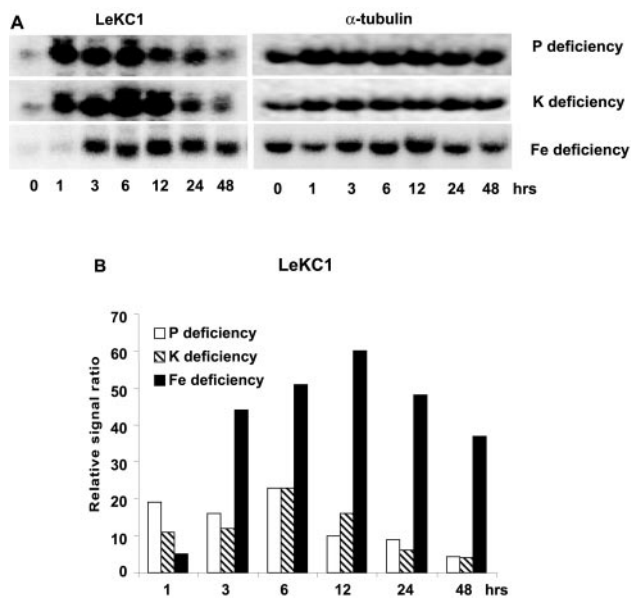 A
LeKC1
α-tubulin
P deficiency
K deficiency
Fe deficiency
0 1 3 6 12 24 48 0 1 3 6 12 24 48 hrs
B
LeKC1
Relative signal ratio
70
60
50
40
30
20
10
0
P deficiency
K deficiency
Fe deficiency
1 3 6 12 24 48 hrs